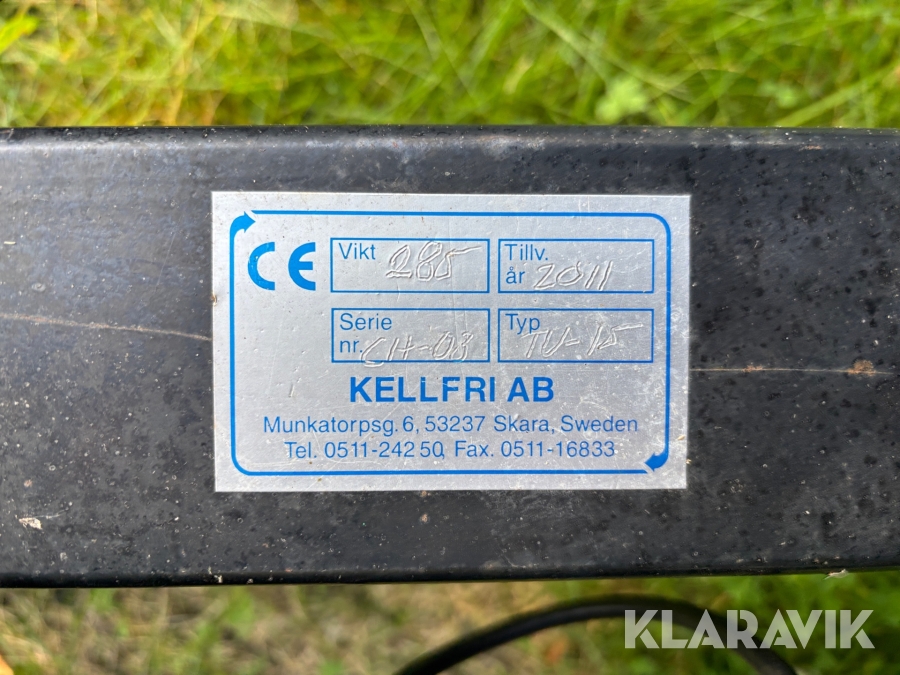 CE
Vikt 285
Tillv. år 2011
Serie nr. CH-03
Typ TU-15
KELLFRI AB
Munkatorpsg. 6, 53237 Skara, Sweden
Tel. 0511-242 50, Fax. 0511-16833
KLARAVIK